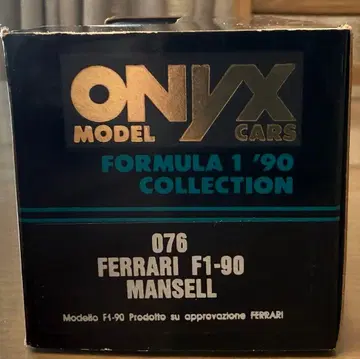 ONYX
MODEL CARS
FORMULA 1 '90
COLLECTION
076
FERRARI F1-90
MANSELL
Modello F1-90 Prodotto su approvazione FERRARI